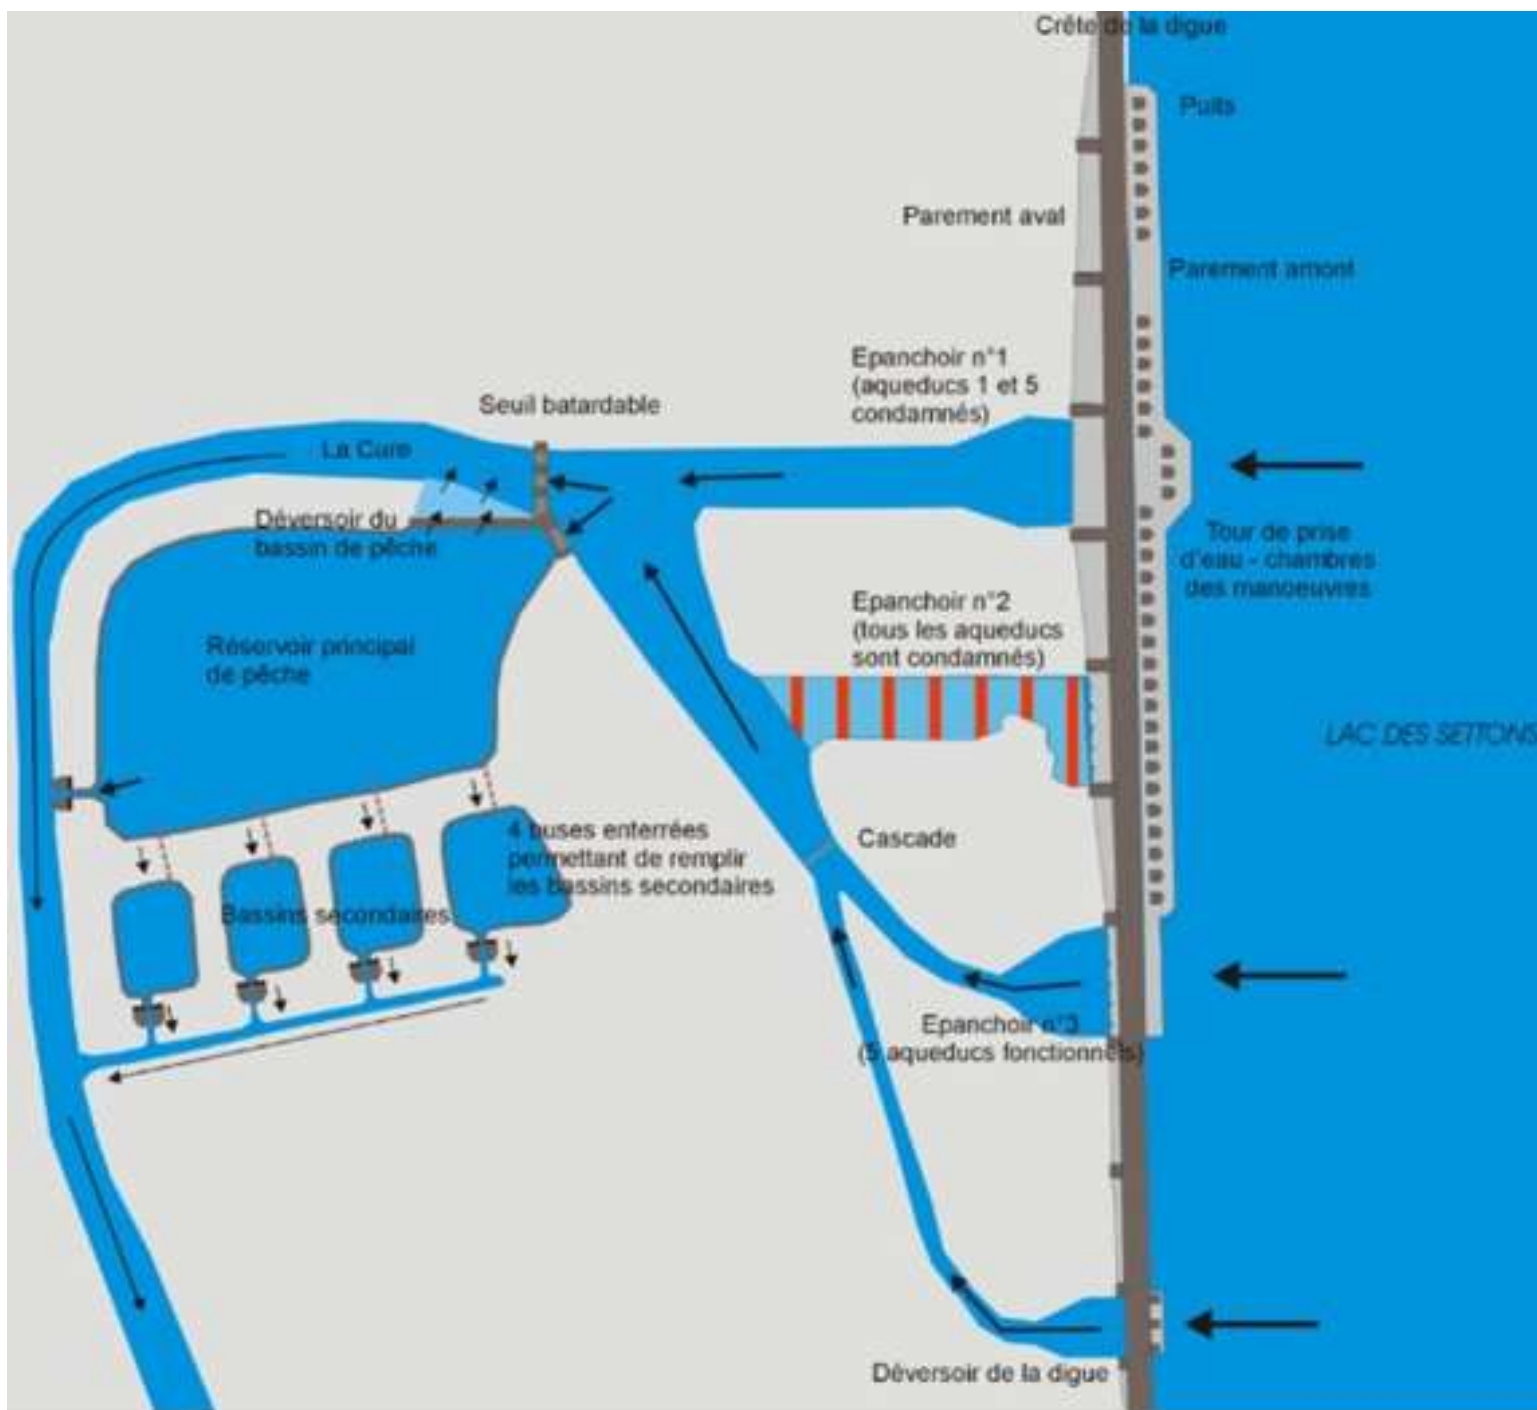 Crête de la digue
Puits
Parement aval
Parement amont
Epanchoir n°1
(aqueducs 1 et 5
condamnés)
Seuil batardable
La Cure
Déversoir du
bassin de pêche
Tour de prise
d'eau - chambres
des manoeuvres
Epanchoir n°2
(tous les aqueducs
sont condamnés)
Réservoir principal
de pêche
LAC DES SETTONS
4 buses enterrées
permettant de remplir
les bassins secondaires
Cascade
Bassins secondaires
Epanchoir n°3
(5 aqueducs fonctionnels)
Déversoir de la digue